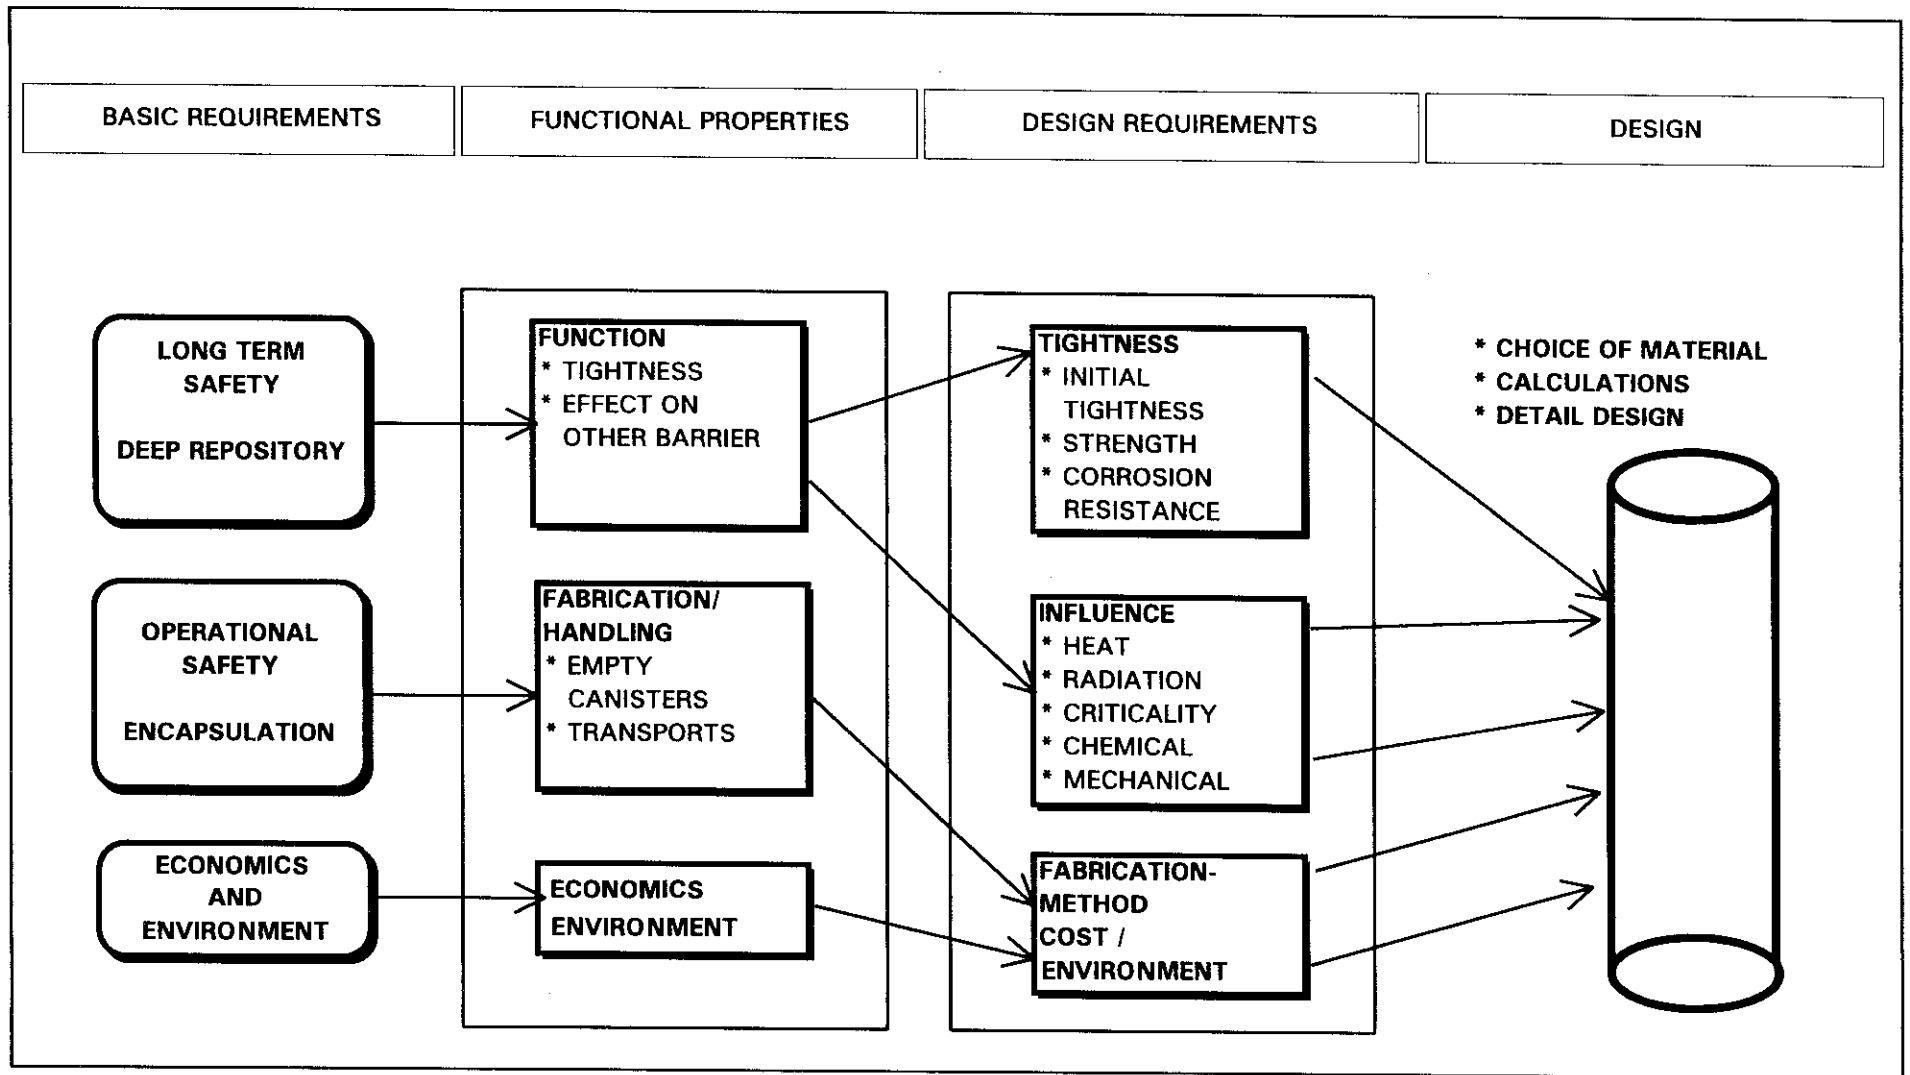 BASIC REQUIREMENTS
FUNCTIONAL PROPERTIES
DESIGN REQUIREMENTS
DESIGN
LONG TERM
SAFETY
DEEP REPOSITORY
OPERATIONAL
SAFETY
ENCAPSULATION
ECONOMICS
AND
ENVIRONMENT
FUNCTION
* TIGHTNESS
* EFFECT ON
OTHER BARRIER
FABRICATION/
HANDLING
* EMPTY
CANISTERS
* TRANSPORTS
ECONOMICS
ENVIRONMENT
TIGHTNESS
* INITIAL
TIGHTNESS
* STRENGTH
* CORROSION
RESISTANCE
INFLUENCE
* HEAT
* RADIATION
* CRITICALITY
* CHEMICAL
* MECHANICAL
FABRICATION-
METHOD
COST /
ENVIRONMENT
* CHOICE OF MATERIAL
* CALCULATIONS
* DETAIL DESIGN